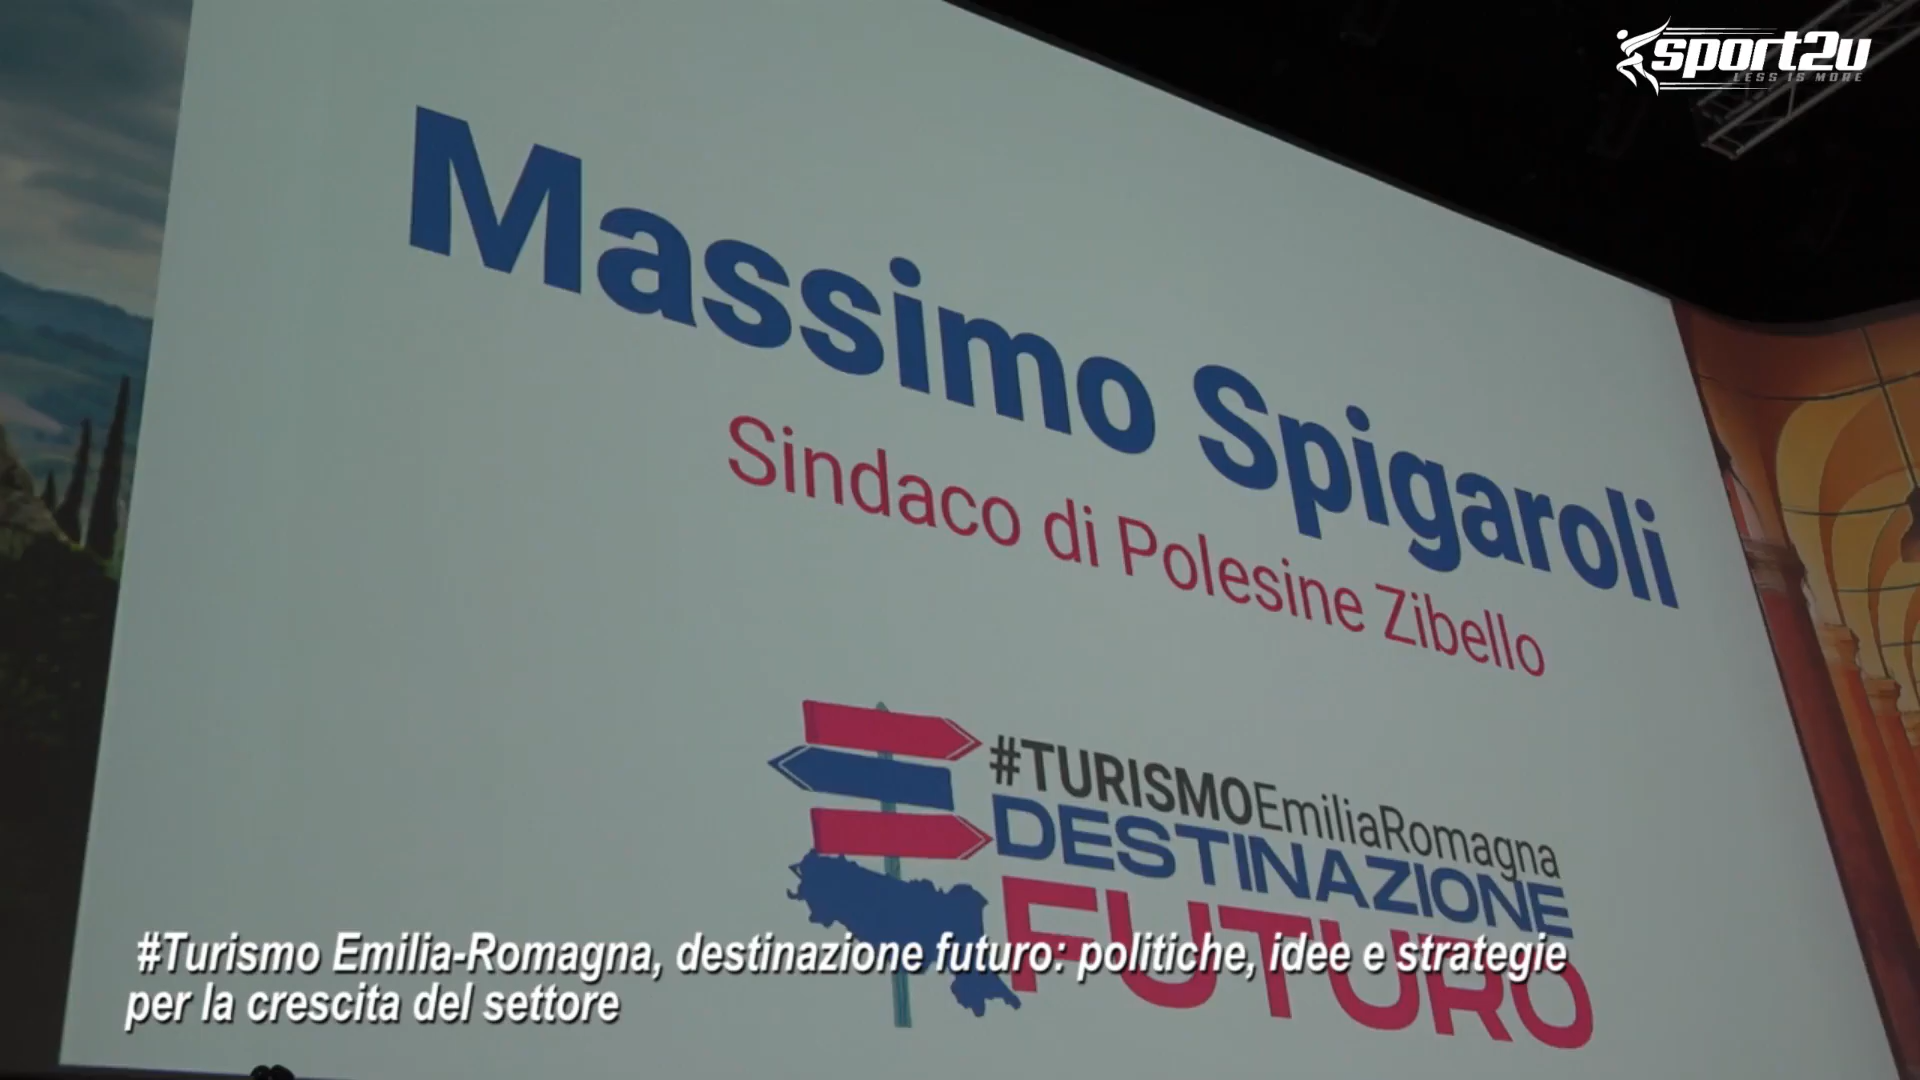 sport2u
LESS IS MORE
Massimo Spigaroli
Sindaco di Polesine Zibello
#TURISMOEmiliaRomagna
DESTINAZIONE
FUTURO
#Turismo Emilia-Romagna, destinazione futuro: politiche, idee e strategie
per la crescita del settore